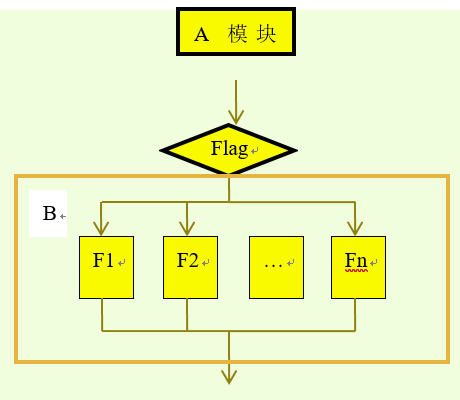 A 模块
Flag
B
F1 F2 … Fn